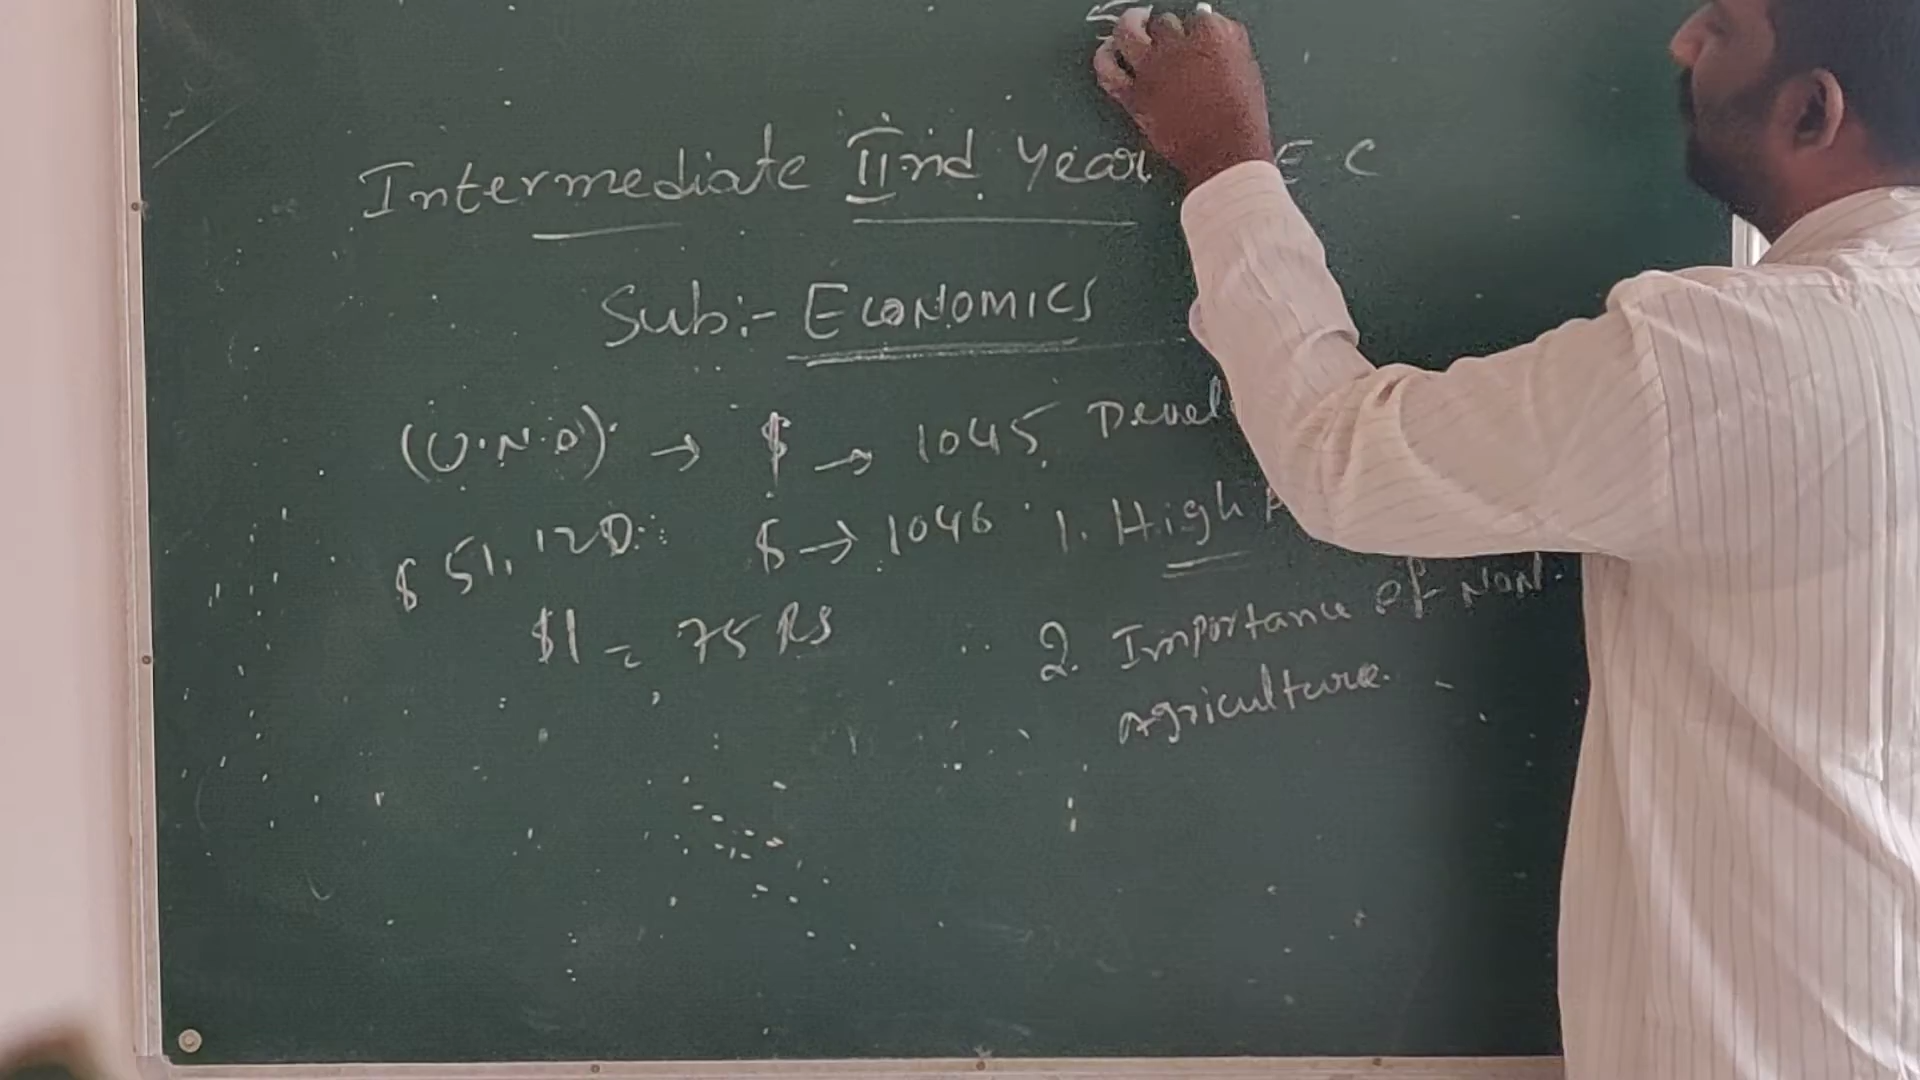 Intermediate IInd Year E C
Sub:- ECONOMICS
(U.N.O) → $ → 1045
$ 51,120 $ → 1046
$1 = 75 RS
Devel
1. High
2. Importance of Non.
Agriculture.